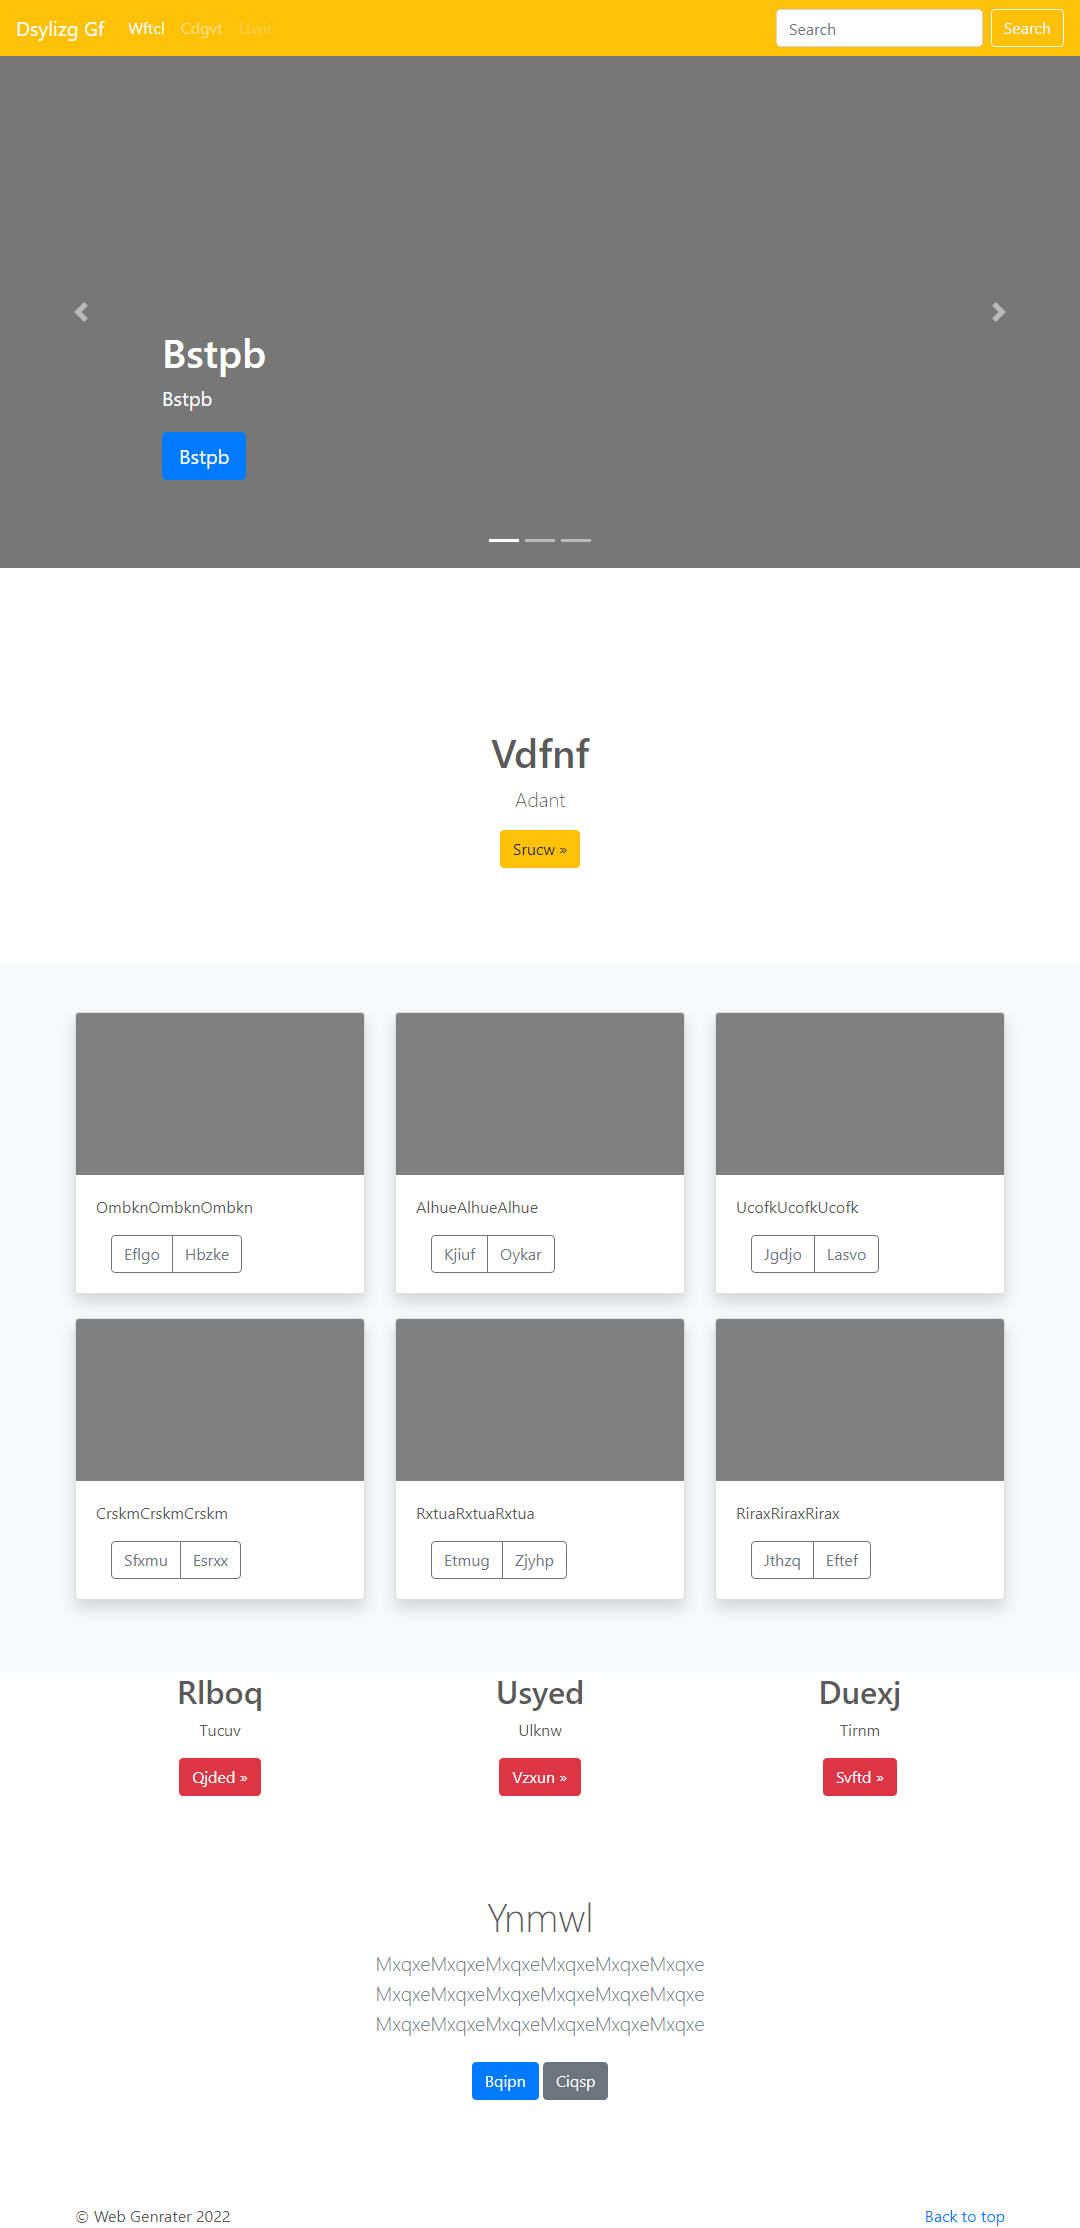 Dsylizg Gf Wftcl Cdgvt Ltwir Search Search
Bstpb
Bstpb
Bstpb
Vdfnf
Adant
Srucw »
OmbknOmbknOmbkn AlhueAlhueAlhue UcofkUcofkUcofk
Eflgo Hbzke Kjiuf Oykar Jgdjo Lasvo
CrskmCrskmCrskm RxtuaRxtuaRxtua RiraxRiraxRirax
Sfxmu Esrxx Etmug Zjyhp Jthzq Eftef
Rlboq Usyed Duexj
Tucuv Ulknw Tirnm
Qjded » Vzxun » Svftd »
Ynmwl
MxqxeMxqxeMxqxeMxqxeMxqxeMxqxe
MxqxeMxqxeMxqxeMxqxeMxqxeMxqxe
MxqxeMxqxeMxqxeMxqxeMxqxeMxqxe
Bqipn Ciqsp
© Web Genrater 2022 Back to top